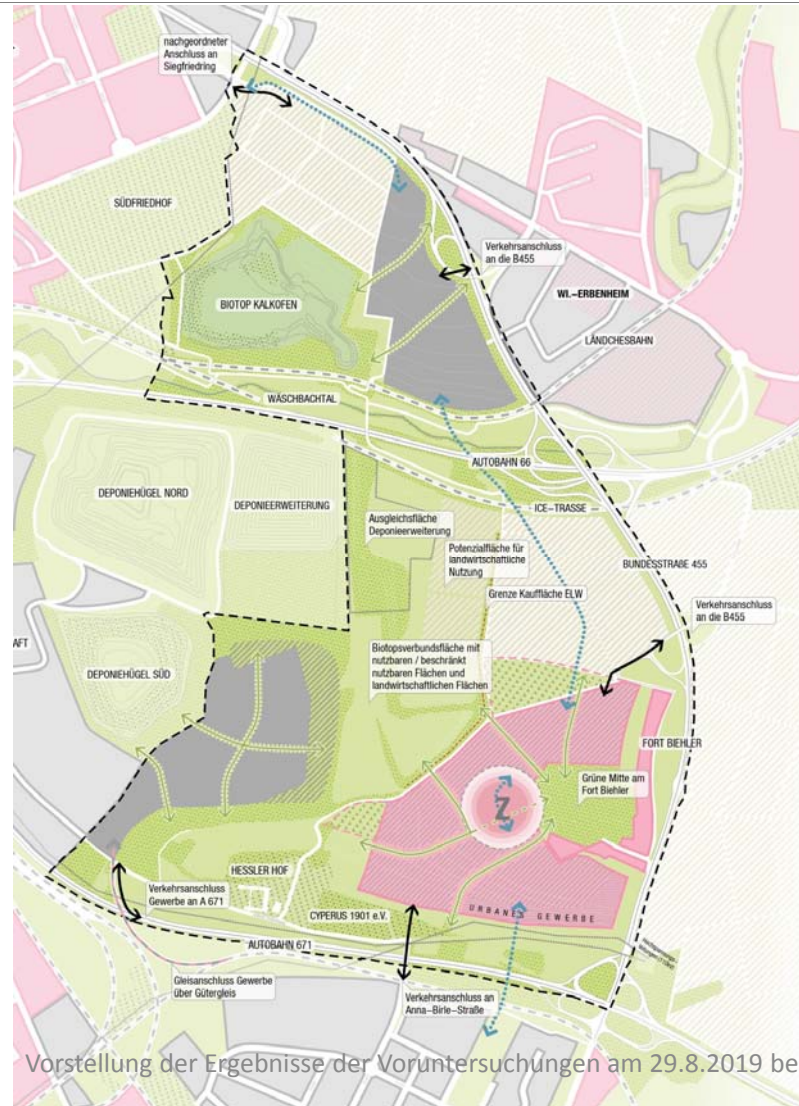 nachgeordneter
Anschluss an
Siegfriedring
SÜDFRIEDHOF
Verkehrsanschluss
an die B455
WI.–ERBENHEIM
BIOTOP KALKOFEN
LÄNDCHESBAHN
WÄSCHBACHTAL
AUTOBAHN 66
DEPONIEHÜGEL NORD
DEPONIEERWEITERUNG
ICE–TRASSE
Ausgleichsfläche
Deponieerweiterung
Potenzialfläche für
landwirtschaftliche
Nutzung
BUNDESSTRAßE 455
Grenze Kauffläche ELW
Verkehrsanschluss
an die B455
AFT
DEPONIEHÜGEL SÜD
Biotopsverbundsfläche mit
nutzbaren / beschränkt
nutzbaren Flächen und
landwirtschaftlichen Flächen
FORT BIEHLER
Grüne Mitte am
Fort Biehler
Z
HESSLER HOF
Verkehrsanschluss
Gewerbe an A 671
CYPERUS 1901 e.V.
URBANES GEWERBE
AUTOBAHN 671
Gleisanschluss Gewerbe
über Gütergleis
Verkehrsanschluss an
Anna–Birle–Straße
Vorstellung der Ergebnisse der Voruntersuchungen am 29.8.2019 be